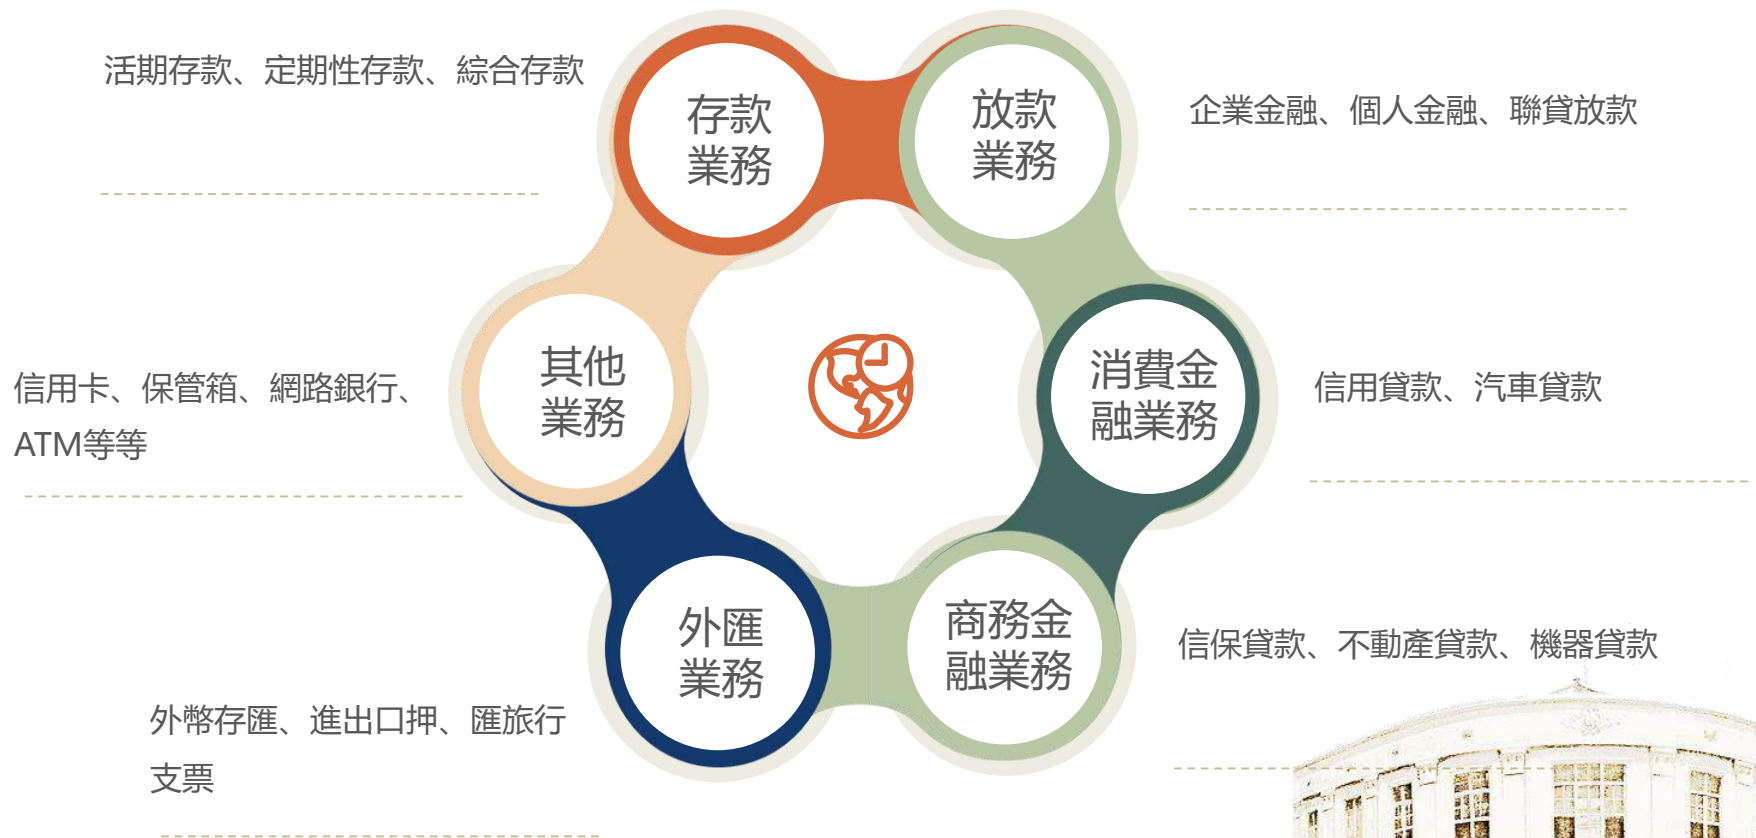 活期存款、定期性存款、綜合存款
存款
業務
放款
業務
企業金融、個人金融、聯貸放款
其他
業務
信用卡、保管箱、網路銀行、
ATM等等
消費金
融業務
信用貸款、汽車貸款
外匯
業務
外幣存匯、進出口押、匯旅行
支票
商務金
融業務
信保貸款、不動產貸款、機器貸款